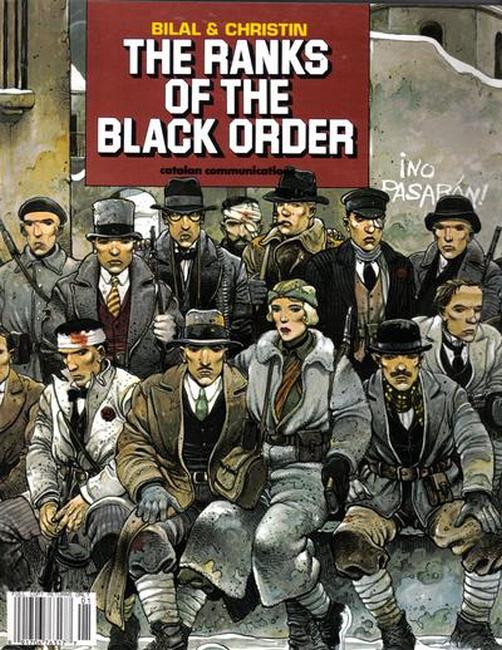 BILAL & CHRISTIN
THE RANKS
OF THE
BLACK ORDER
catalan communications
¡NO
PASARÁN!